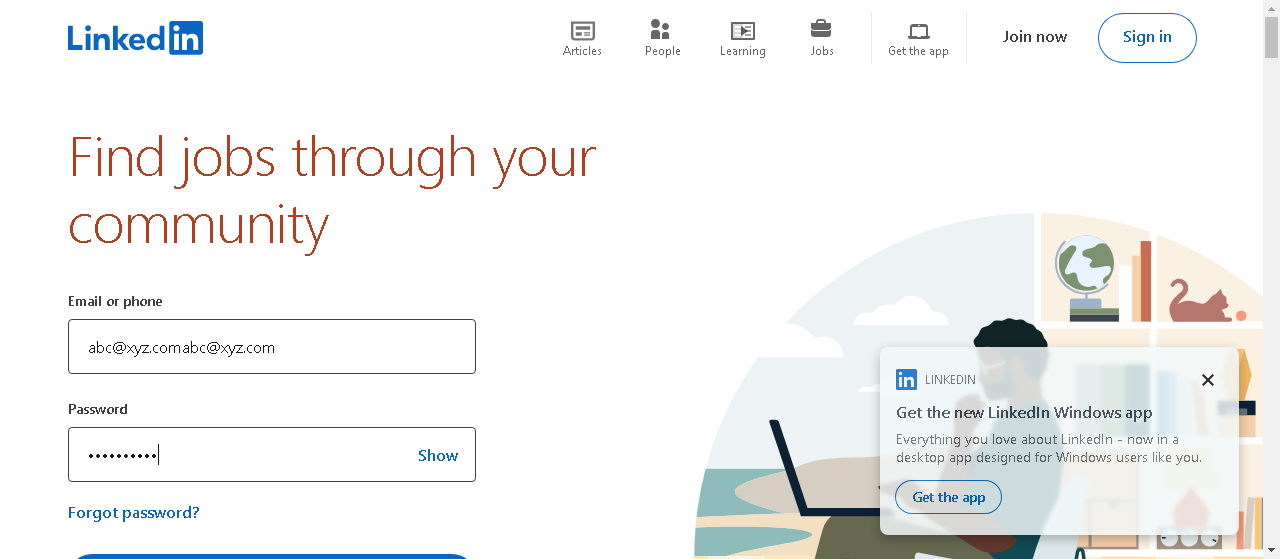 Linked in
Articles
People
Learning
Jobs
Get the app
Join now
Sign in
Find jobs through your
community
Email or phone
abc@xyz.comabc@xyz.com
Password
••••••••••
Show
Forgot password?
in LINKEDIN
Get the new LinkedIn Windows app
Everything you love about LinkedIn - now in a
desktop app designed for Windows users like you.
Get the app